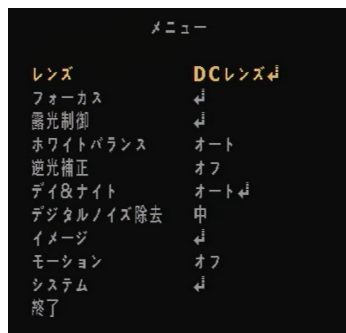 メニュー
レンズ DCレンズ↲
フォーカス ↲
露光制御 ↲
ホワイトバランス オート
逆光補正 オフ
デイ&ナイト オート↲
デジタルノイズ除去 中
イメージ ↲
モーション オフ
システム ↲
終了